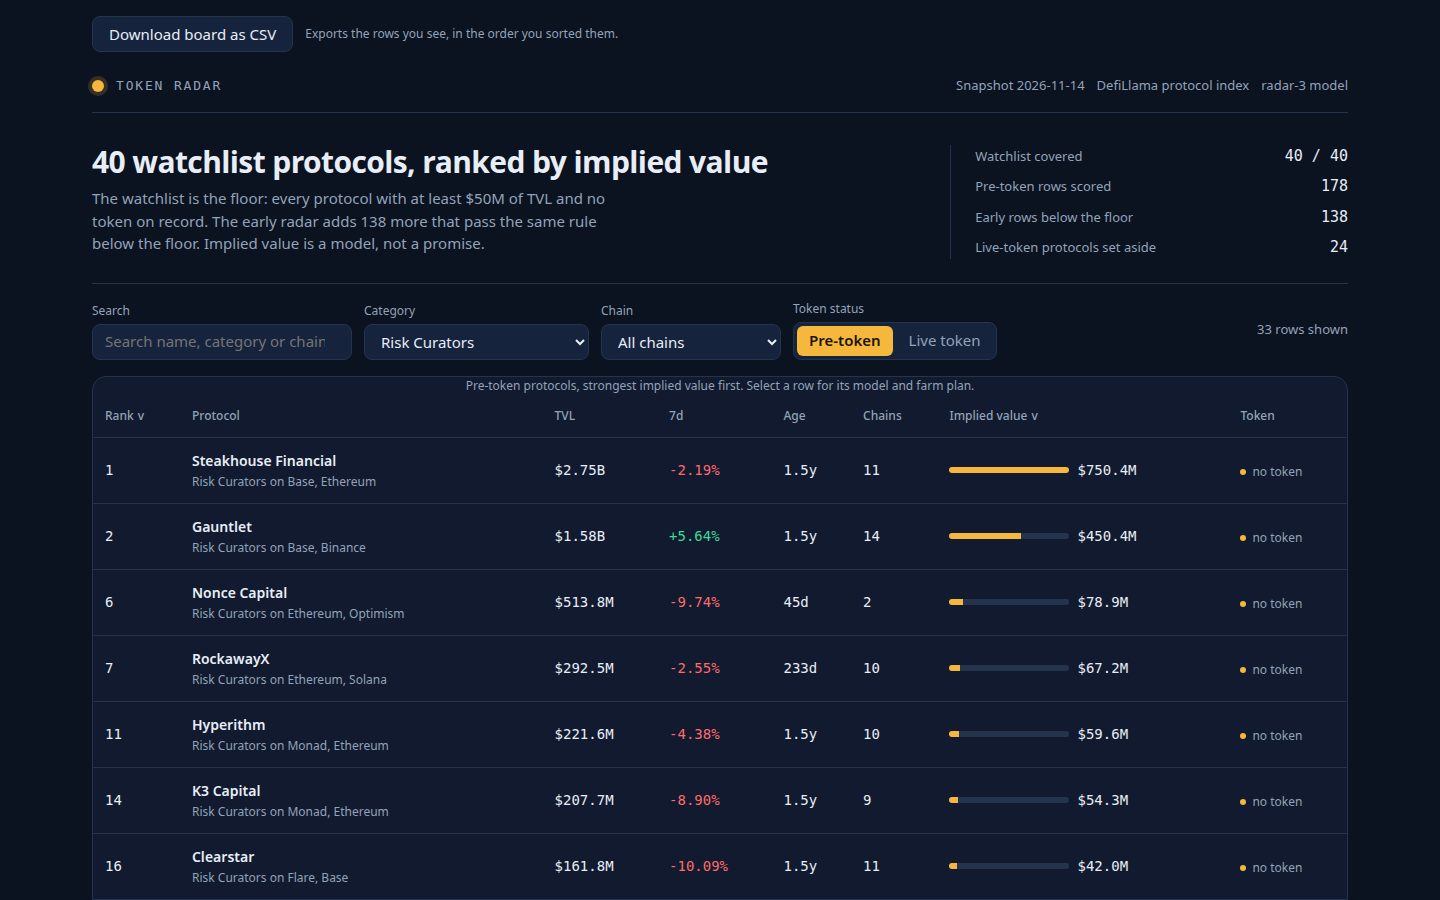 Download board as CSV Exports the rows you see, in the order you sorted them.
TOKEN RADAR Snapshot 2026-11-14 DefiLlama protocol index radar-3 model
40 watchlist protocols, ranked by implied value
The watchlist is the floor: every protocol with at least $50M of TVL and no
token on record. The early radar adds 138 more that pass the same rule
below the floor. Implied value is a model, not a promise.
Watchlist covered 40 / 40
Pre-token rows scored 178
Early rows below the floor 138
Live-token protocols set aside 24
Search Category Chain Token status
Search name, category or chain Risk Curators All chains Pre-token Live token 33 rows shown
Pre-token protocols, strongest implied value first. Select a row for its model and farm plan.
Rank v Protocol TVL 7d Age Chains Implied value v Token
1 Steakhouse Financial $2.75B -2.19% 1.5y 11 $750.4M no token
Risk Curators on Base, Ethereum
2 Gauntlet $1.58B +5.64% 1.5y 14 $450.4M no token
Risk Curators on Base, Binance
6 Nonce Capital $513.8M -9.74% 45d 2 $78.9M no token
Risk Curators on Ethereum, Optimism
7 RockawayX $292.5M -2.55% 233d 10 $67.2M no token
Risk Curators on Ethereum, Solana
11 Hyperithm $221.6M -4.38% 1.5y 10 $59.6M no token
Risk Curators on Monad, Ethereum
14 K3 Capital $207.7M -8.90% 1.5y 9 $54.3M no token
Risk Curators on Monad, Ethereum
16 Clearstar $161.8M -10.09% 1.5y 11 $42.0M no token
Risk Curators on Flare, Base